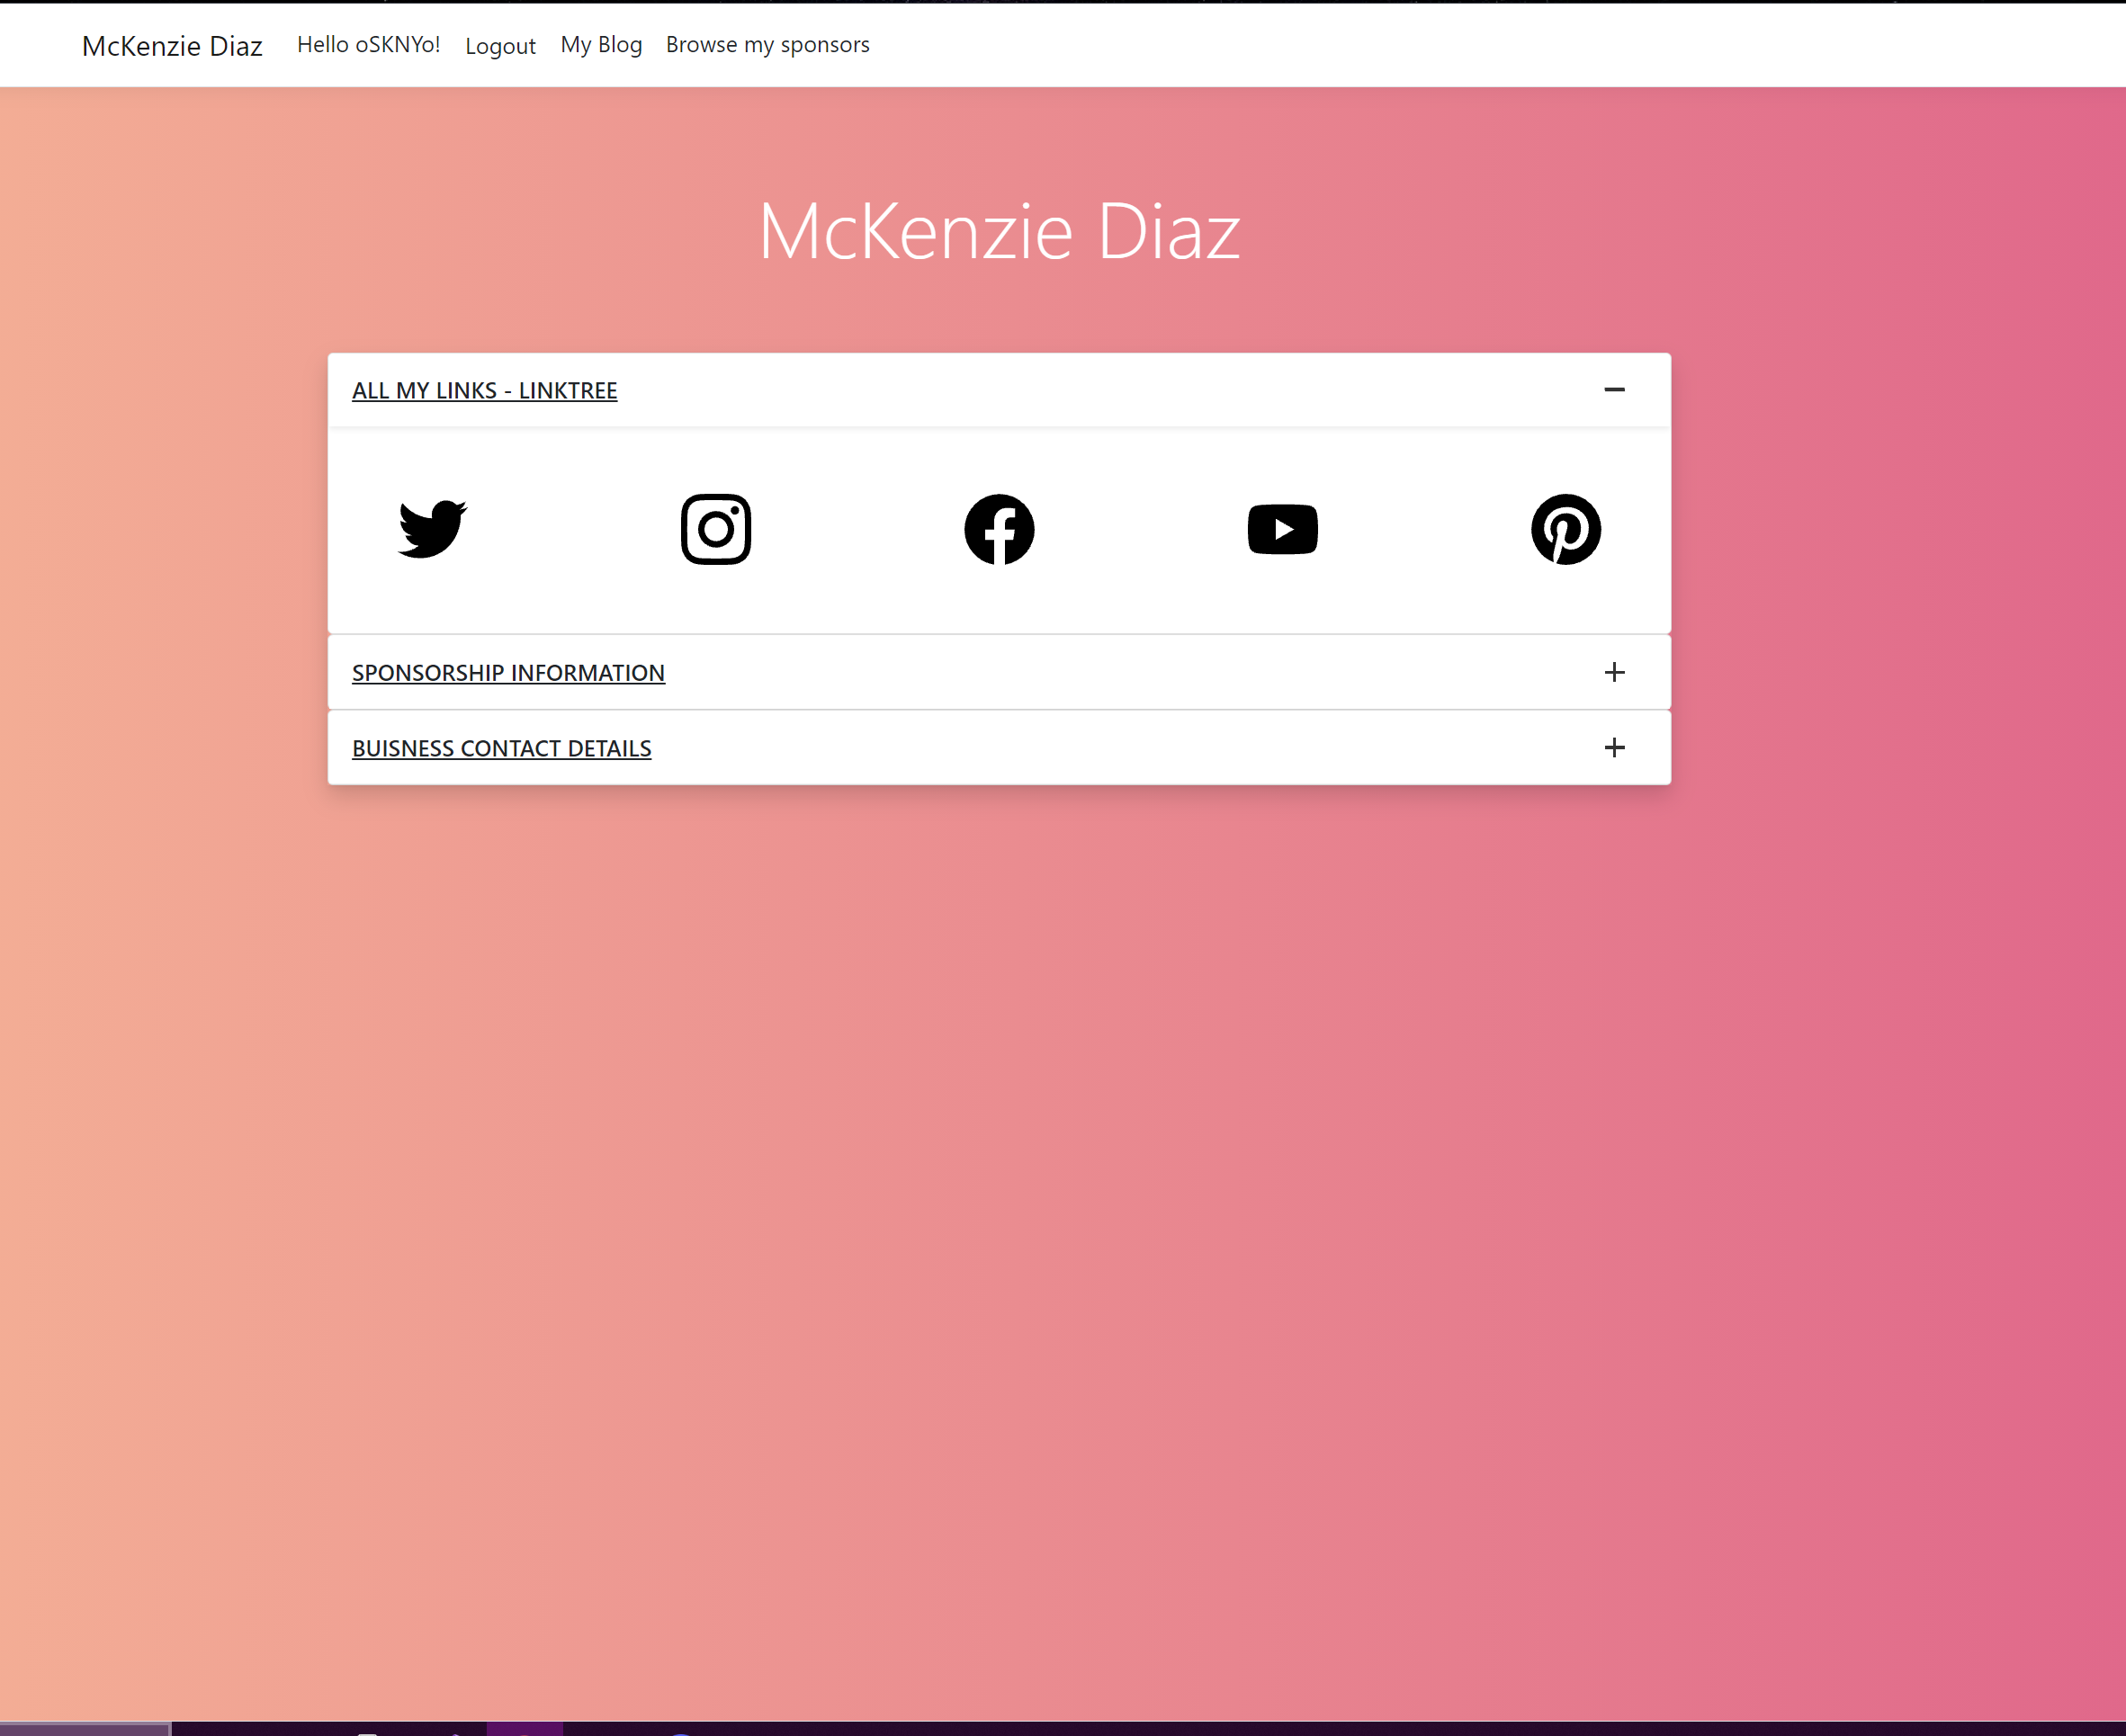 McKenzie Diaz Hello oSKNYo! Logout My Blog Browse my sponsors
McKenzie Diaz
ALL MY LINKS - LINKTREE
SPONSORSHIP INFORMATION
BUISNESS CONTACT DETAILS